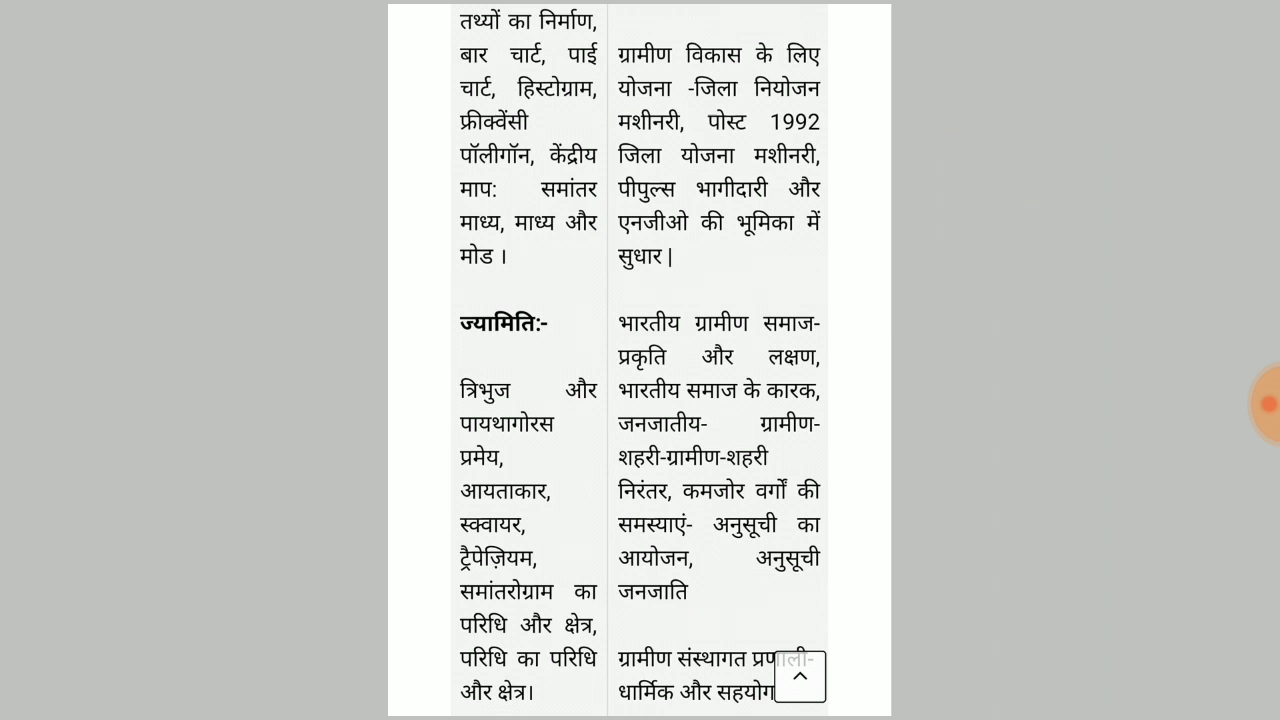 तथ्यों का निर्माण,
बार चार्ट, पाई
चार्ट, हिस्टोग्राम,
फ्रीक्वेंसी
पॉलीगॉन, केंद्रीय
माप: समांतर
माध्य, माध्य और
मोड ।
ज्यामिति:-
त्रिभुज और
पायथागोरस
प्रमेय,
आयताकार,
स्क्वायर,
ट्रैपेज़ियम,
समांतरोग्राम का
परिधि और क्षेत्र,
परिधि का परिधि
और क्षेत्र।
ग्रामीण विकास के लिए
योजना -जिला नियोजन
मशीनरी, पोस्ट 1992
जिला योजना मशीनरी,
पीपुल्स भागीदारी और
एनजीओ की भूमिका में
सुधार |
भारतीय ग्रामीण समाज-
प्रकृति और लक्षण,
भारतीय समाज के कारक,
जनजातीय- ग्रामीण-
शहरी-ग्रामीण-शहरी
निरंतर, कमजोर वर्गों की
समस्याएं- अनुसूची का
आयोजन, अनुसूची
जनजाति
ग्रामीण संस्थागत प्रणाली-
धार्मिक और सहयोग